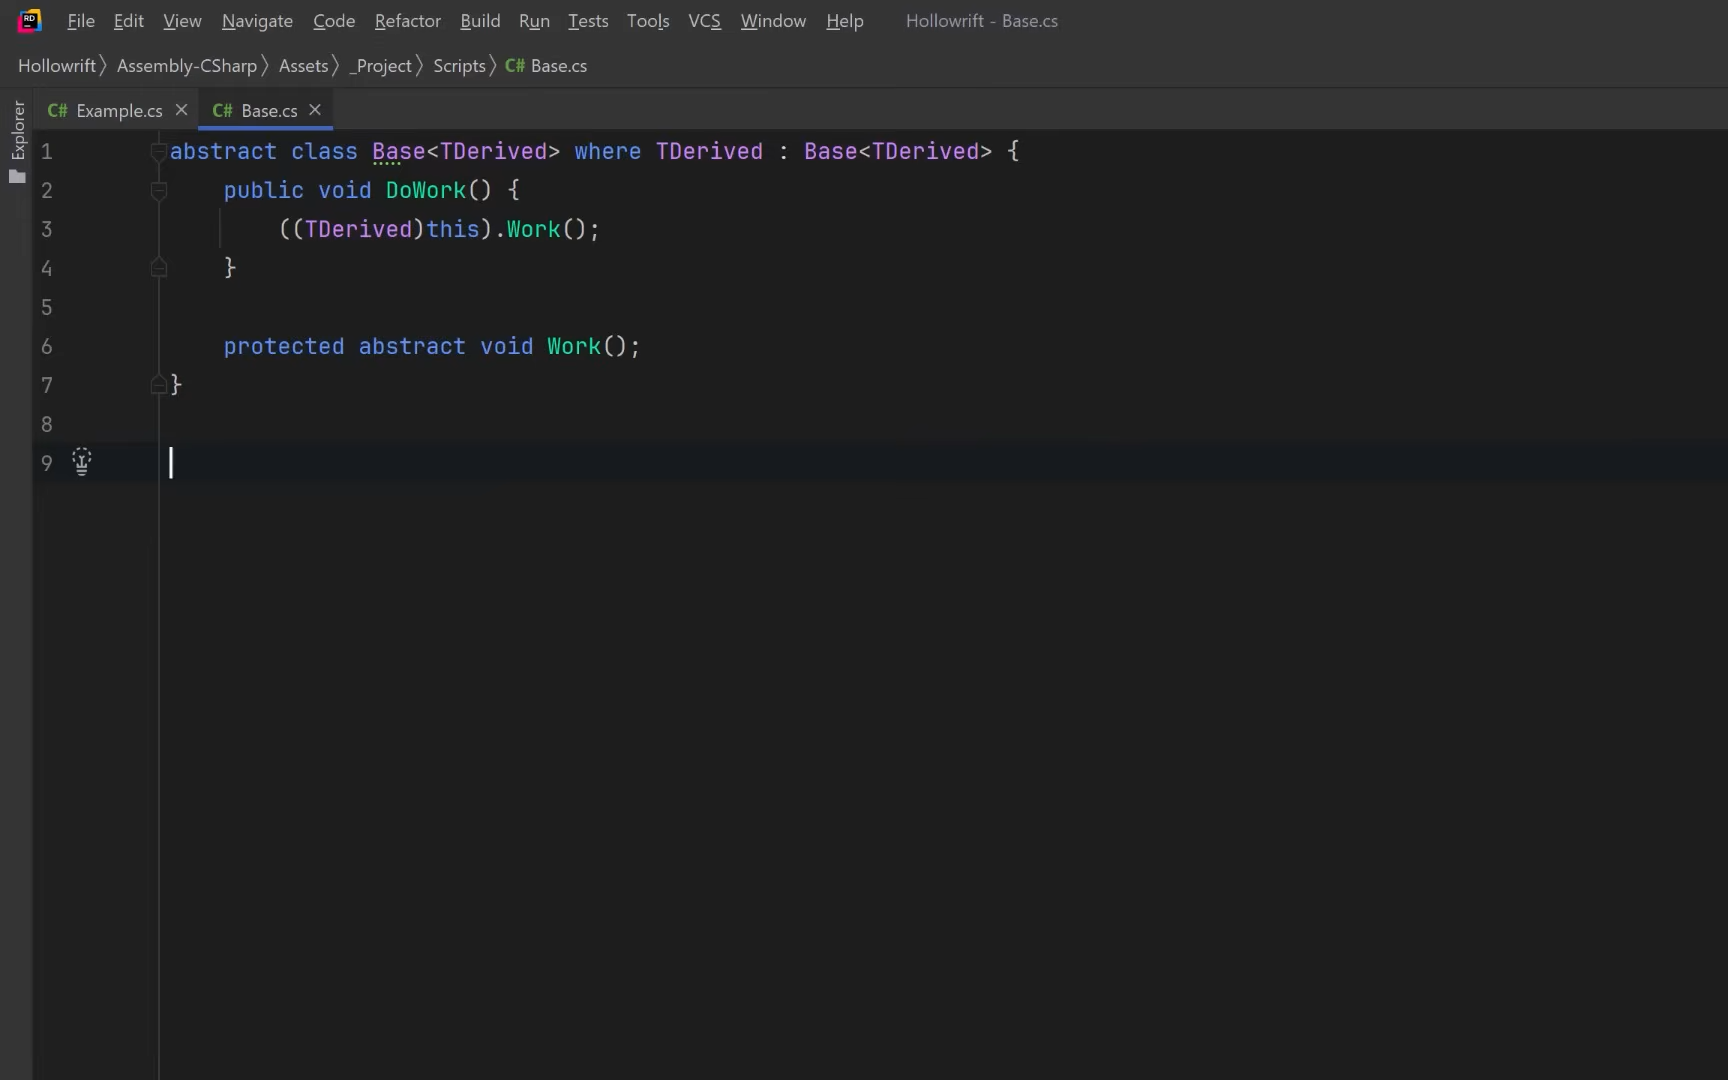 RD File Edit View Navigate Code Refactor Build Run Tests Tools VCS Window Help Hollowrift - Base.cs
Hollowrift〉 Assembly-CSharp〉 Assets〉 _Project〉 Scripts〉 C# Base.cs
Explorer
C# Example.cs × C# Base.cs ×
1 abstract class Base<TDerived> where TDerived : Base<TDerived> {
2 public void DoWork() {
3 ((TDerived)this).Work();
4 }
5
6 protected abstract void Work();
7 }
8
9